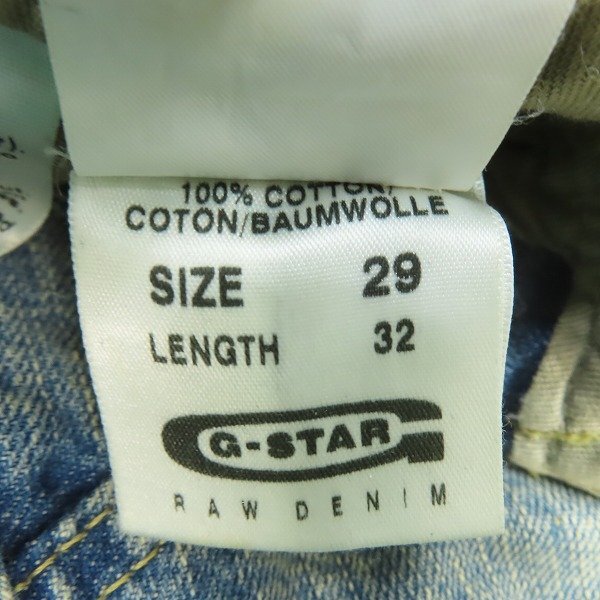 100% COTTON/
COTON/BAUMWOLLE
SIZE 29
LENGTH 32
G-STAR
RAW DENIM